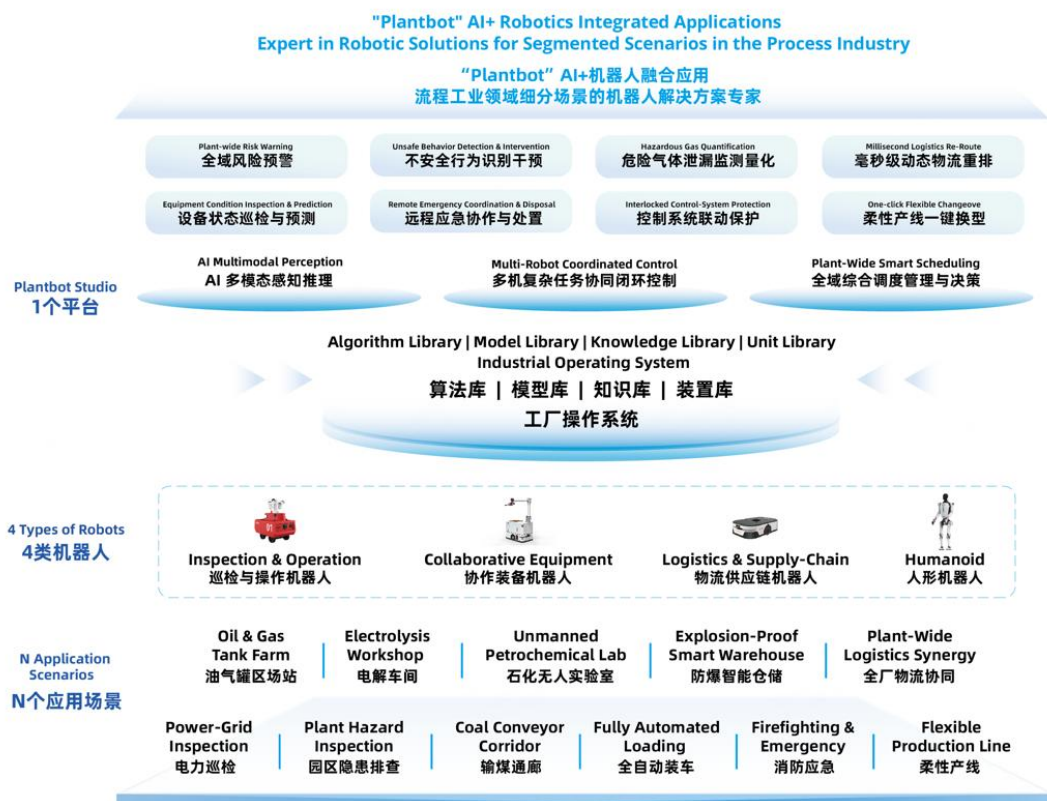 "Plantbot" AI+ Robotics Integrated Applications
Expert in Robotic Solutions for Segmented Scenarios in the Process Industry
“Plantbot” AI+机器人融合应用
流程工业领域细分场景的机器人解决方案专家
Plant-wide Risk Warning
全域风险预警
Unsafe Behavior Detection & Intervention
不安全行为识别干预
Hazardous Gas Quantification
危险气体泄漏监测量化
Millisecond Logistics Re-Route
毫秒级动态物流重排
Equipment Condition Inspection & Prediction
设备状态巡检与预测
Remote Emergency Coordination & Disposal
远程应急协作与处置
Interlocked Control-System Protection
控制系统联动保护
One-click Flexible Changeove
柔性产线一键换型
Plantbot Studio
1个平台
AI Multimodal Perception
AI 多模态感知推理
Multi-Robot Coordinated Control
多机复杂任务协同闭环控制
Plant-Wide Smart Scheduling
全域综合调度管理与决策
Algorithm Library | Model Library | Knowledge Library | Unit Library
Industrial Operating System
算法库 | 模型库 | 知识库 | 装置库
工厂操作系统
4 Types of Robots
4类机器人
01
Inspection & Operation
巡检与操作机器人
Collaborative Equipment
协作装备机器人
Logistics & Supply-Chain
物流供应链机器人
Humanoid
人形机器人
N Application
Scenarios
N个应用场景
Oil & Gas
Tank Farm
油气罐区场站
Electrolysis
Workshop
电解车间
Unmanned
Petrochemical Lab
石化无人实验室
Explosion-Proof
Smart Warehouse
防爆智能仓储
Plant-Wide
Logistics Synergy
全厂物流协同
Power-Grid
Inspection
电力巡检
Plant Hazard
Inspection
园区隐患排查
Coal Conveyor
Corridor
输煤通廊
Fully Automated
Loading
全自动装车
Firefighting &
Emergency
消防应急
Flexible
Production Line
柔性产线